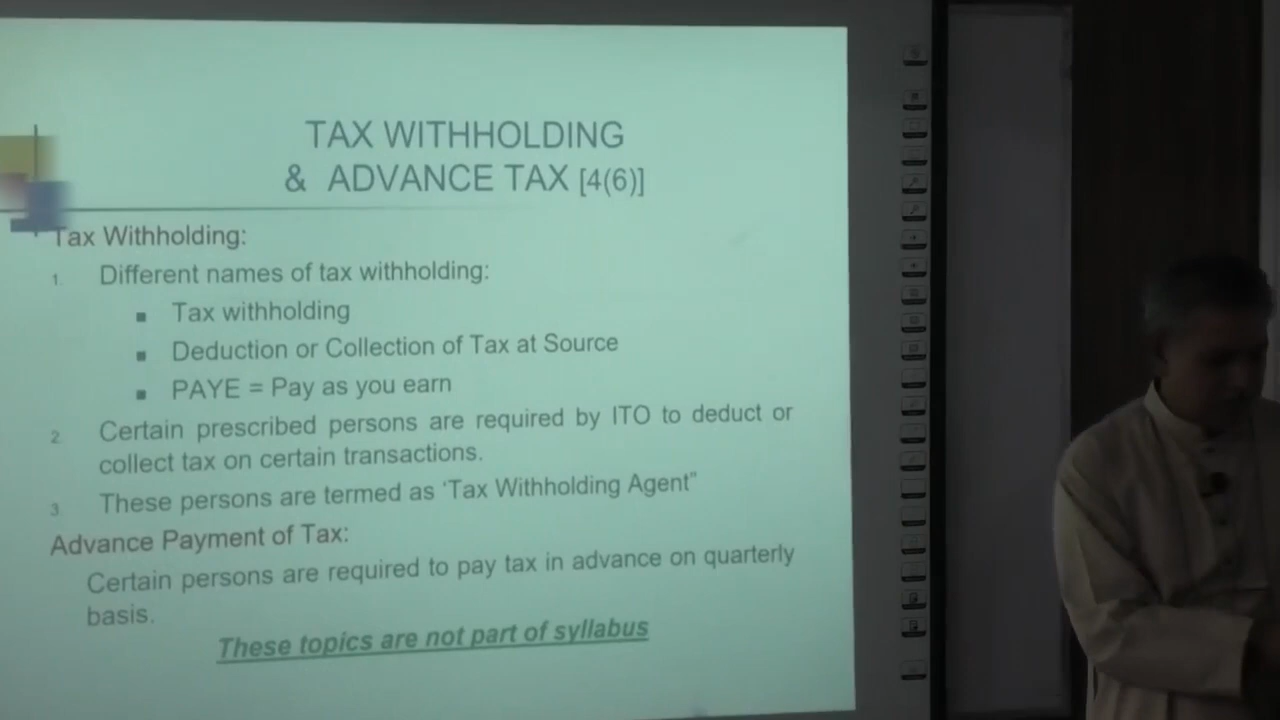 TAX WITHHOLDING
& ADVANCE TAX [4(6)]
Tax Withholding:
1. Different names of tax withholding:
■ Tax withholding
■ Deduction or Collection of Tax at Source
■ PAYE = Pay as you earn
2. Certain prescribed persons are required by ITO to deduct or
collect tax on certain transactions.
3. These persons are termed as ‘Tax Withholding Agent”
Advance Payment of Tax:
Certain persons are required to pay tax in advance on quarterly
basis.
These topics are not part of syllabus